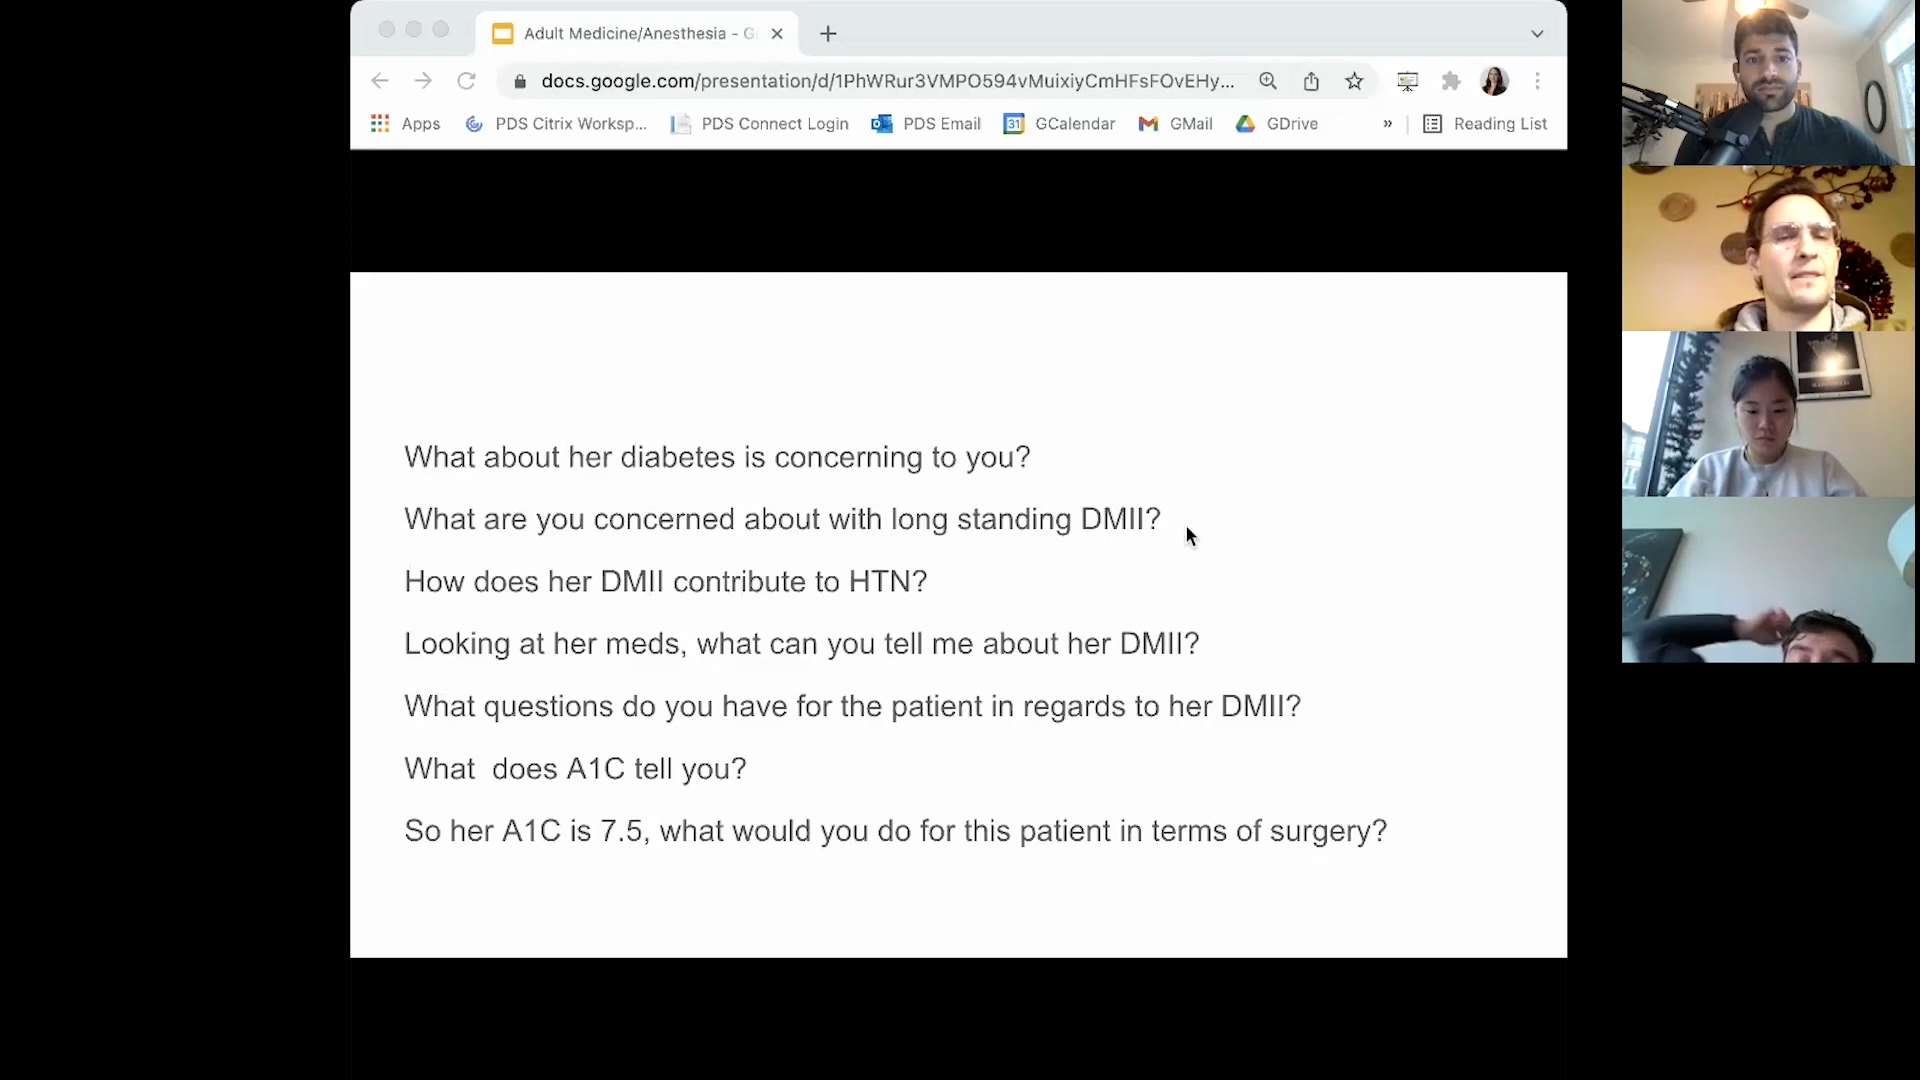 Adult Medicine/Anesthesia - G
docs.google.com/presentation/d/1PhWRur3VMPO594vMuixiyCmHFsFOvEHy...
Apps PDS Citrix Worksp... PDS Connect Login PDS Email 31 GCalendar GMail GDrive » Reading List
What about her diabetes is concerning to you?
What are you concerned about with long standing DMII?
How does her DMII contribute to HTN?
Looking at her meds, what can you tell me about her DMII?
What questions do you have for the patient in regards to her DMII?
What does A1C tell you?
So her A1C is 7.5, what would you do for this patient in terms of surgery?